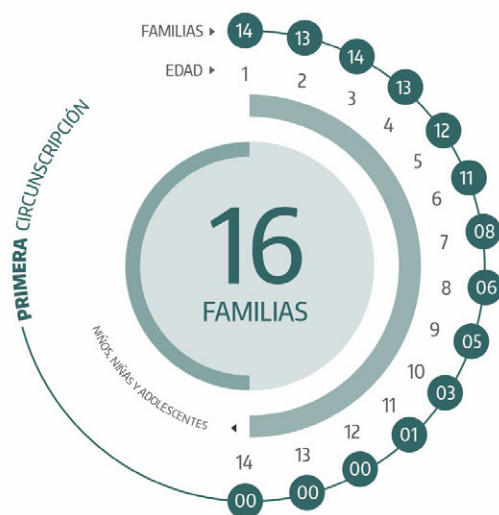 FAMILIAS ▸ 14 13 14 13 12 11 08 06 05 03 01 00 00 00
EDAD ▸ 1 2 3 4 5 6 7 8 9 10 11 12 13 14
PRIMERA CIRCUNSCRIPCIÓN
16
FAMILIAS
NIÑOS, NIÑAS Y ADOLESCENTES